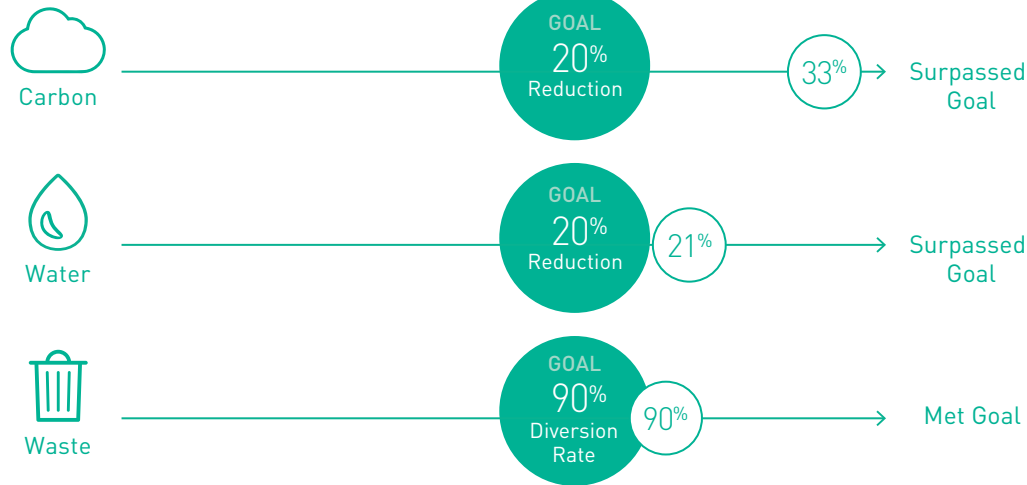 Carbon
GOAL
20%
Reduction
33%
Surpassed
Goal
Water
GOAL
20%
Reduction
21%
Surpassed
Goal
Waste
GOAL
90%
Diversion
Rate
90%
Met Goal